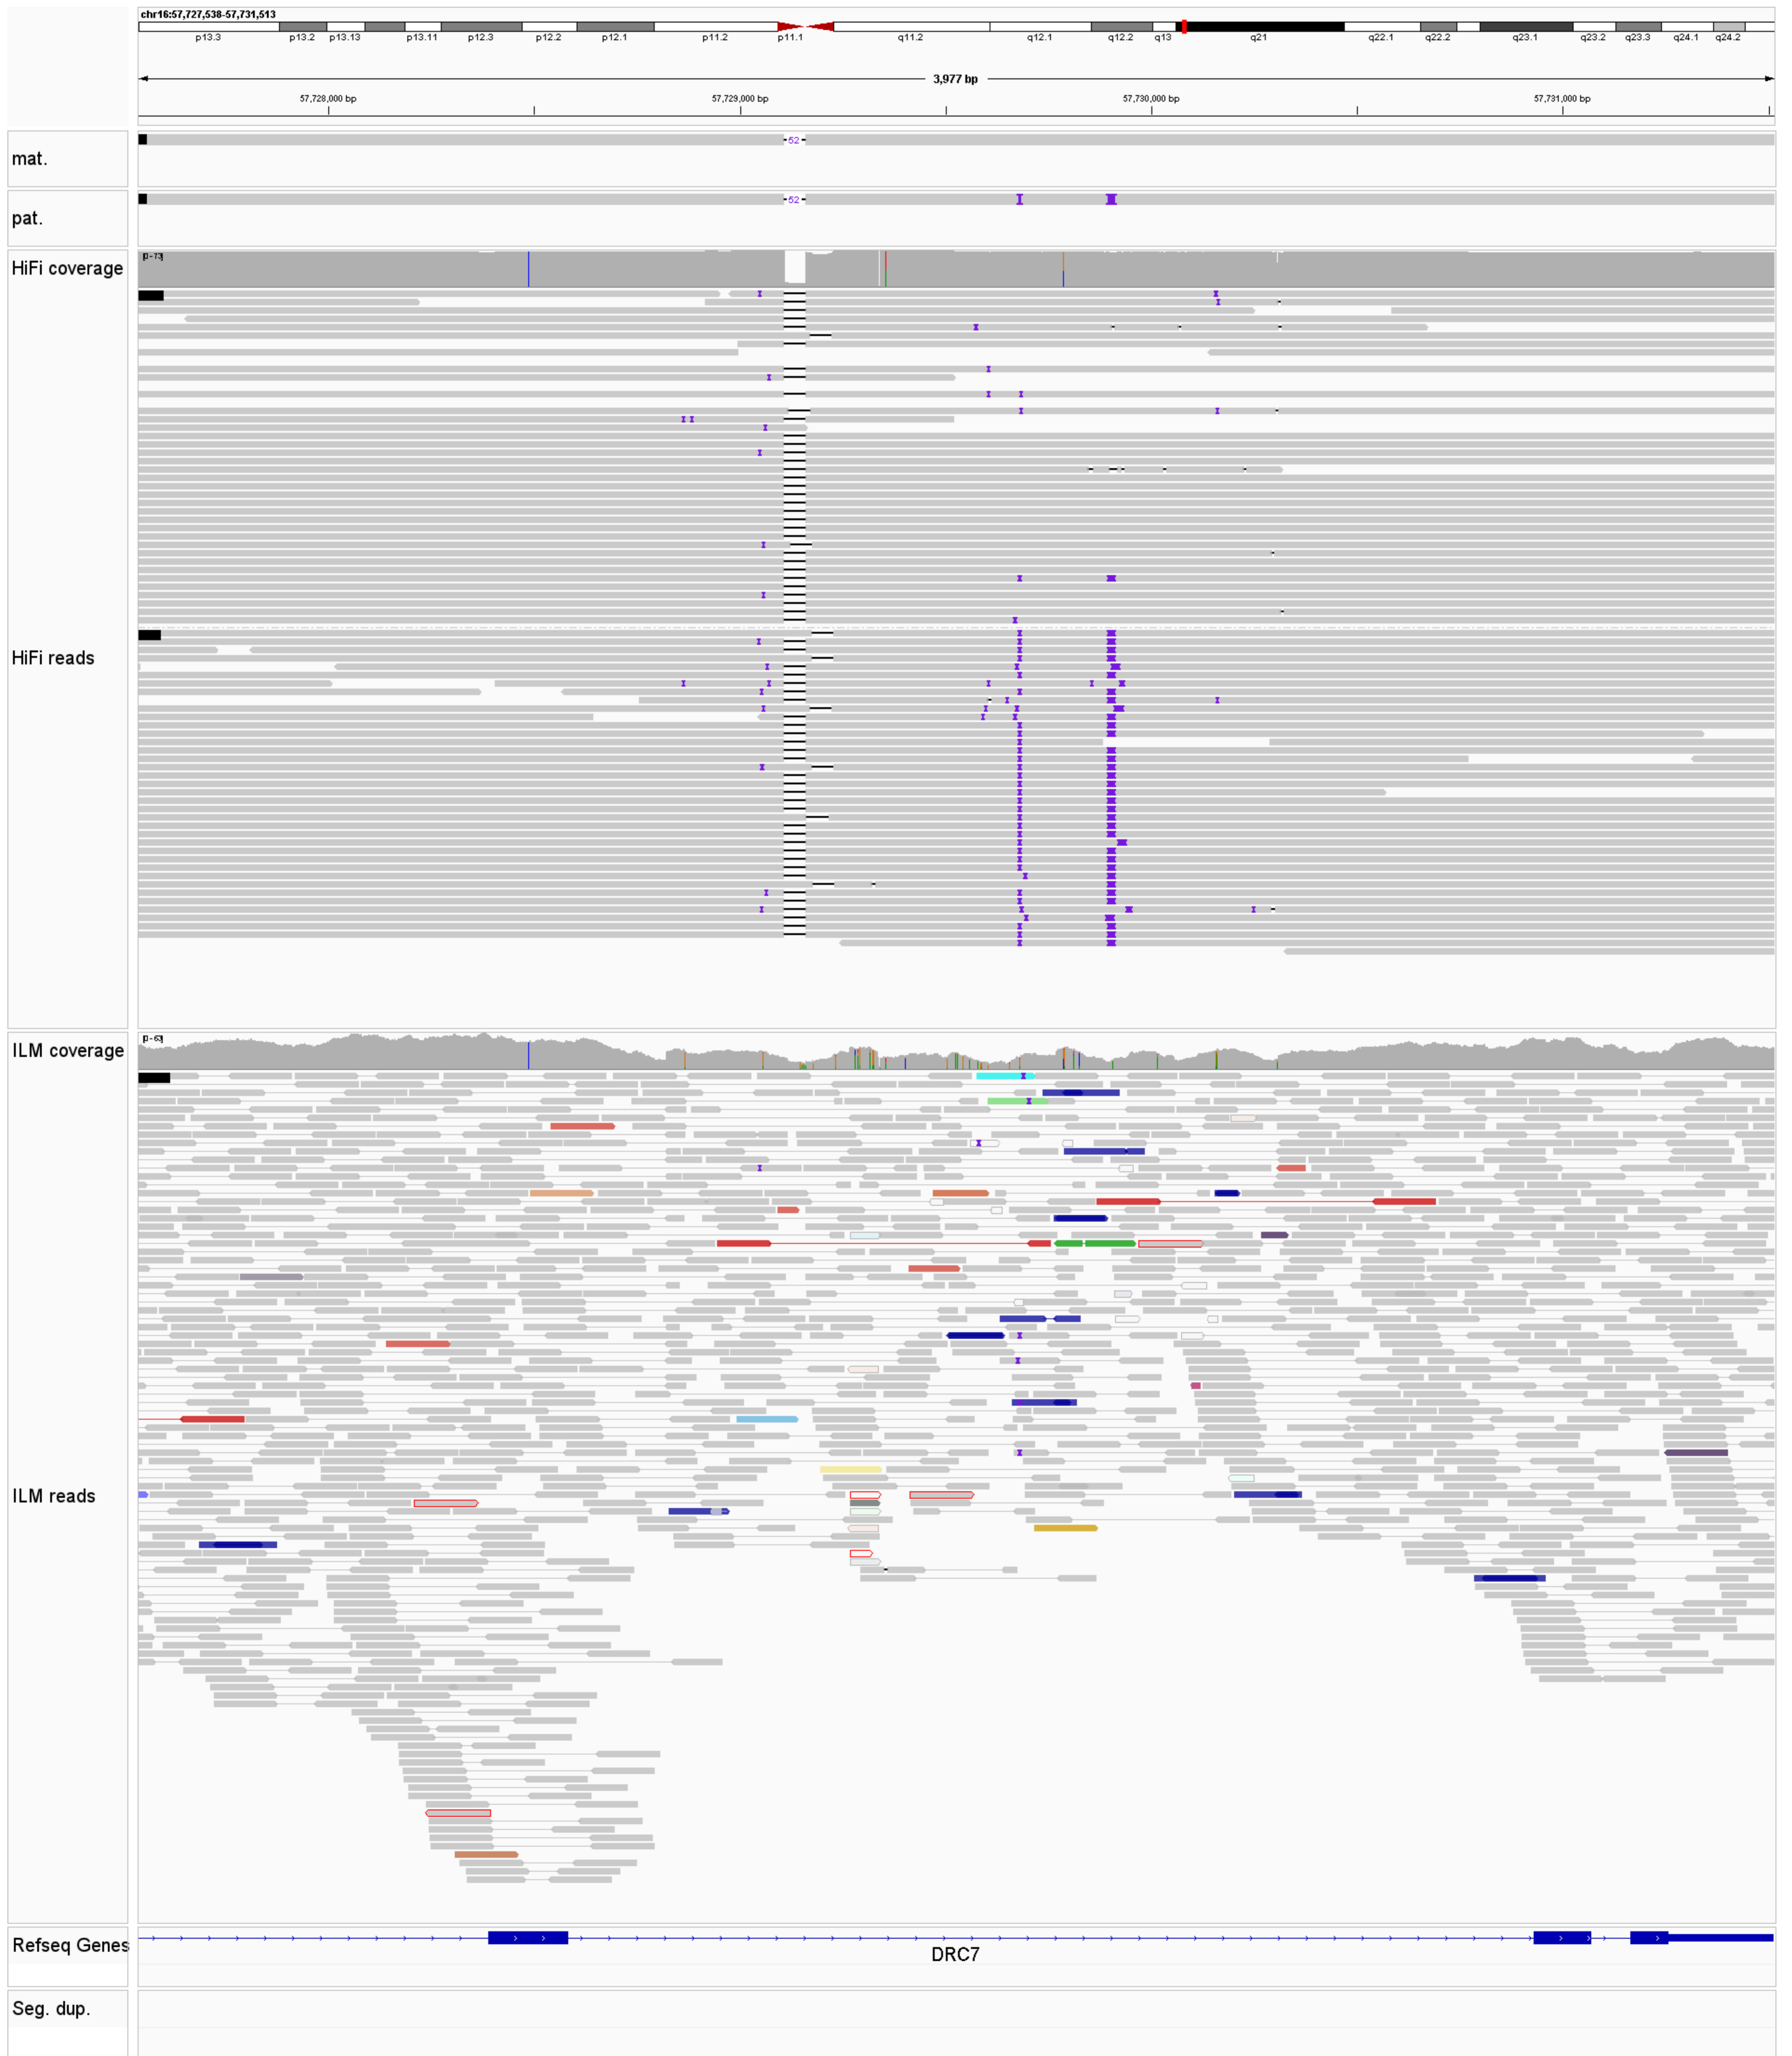 chr16:57,727,538-57,731,513
p13.3 p13.2 p13.13 p13.11 p12.3 p12.2 p12.1 p11.2 p11.1 q11.2 q12.1 q12.2 q13 q21 q22.1 q22.2 q23.1 q23.2 q23.3 q24.1 q24.2
3,977 bp
57,728,000 bp 57,729,000 bp 57,730,000 bp 57,731,000 bp
mat.
52
pat.
52
HiFi coverage
[0 - 73]
HiFi reads
ILM coverage
[0 - 63]
ILM reads
Refseq Genes
DRC7
Seg. dup.